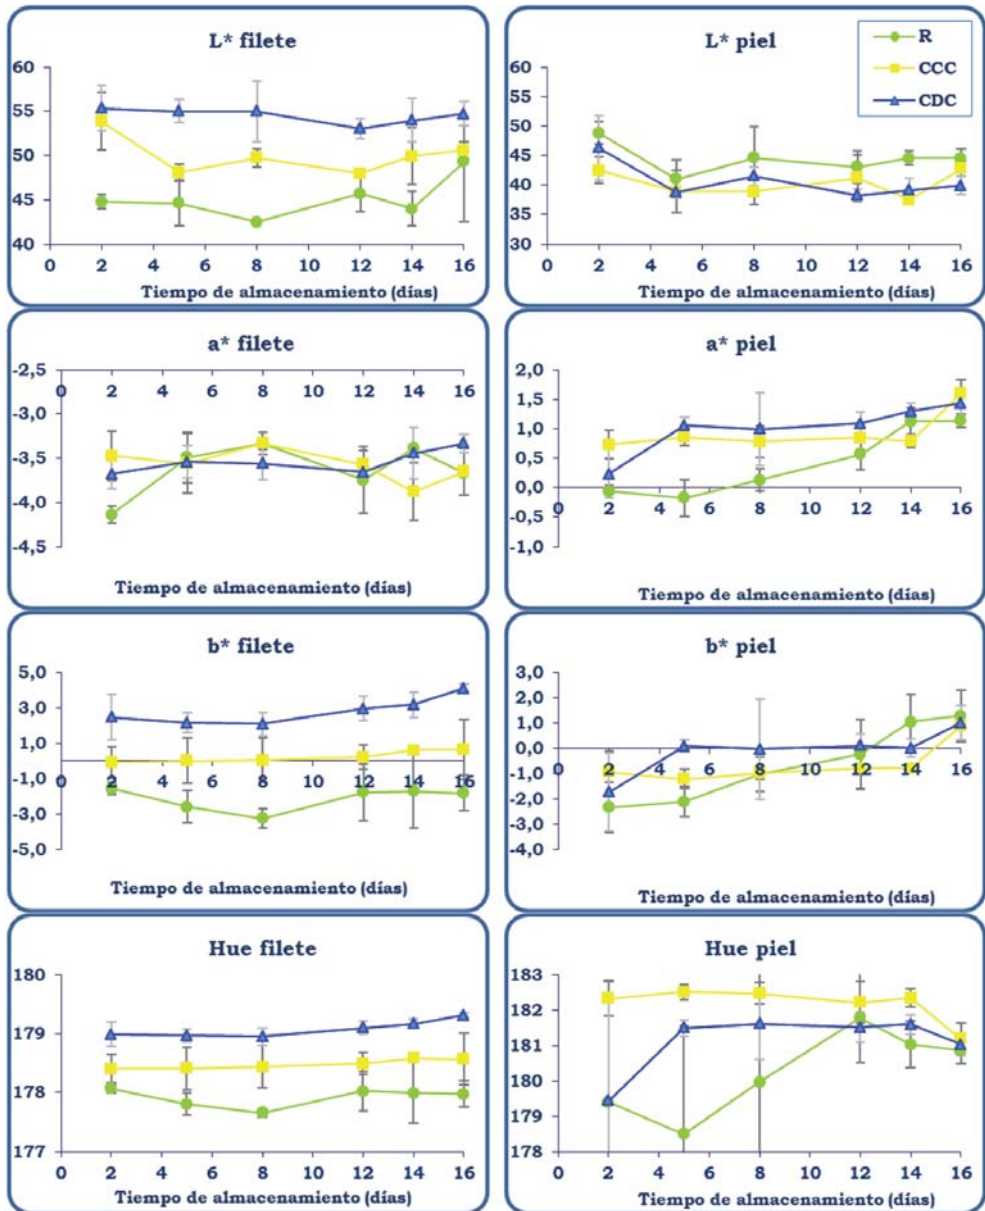 L* filete
60
55
50
45
40
0 2 4 6 8 10 12 14 16
Tiempo de almacenamiento (días)
L* piel
R
CCC
CDC
60
55
50
45
40
35
30
0 2 4 6 8 10 12 14 16
Tiempo de almacenamiento (días)
a* filete
-2,5
0 2 4 6 8 10 12 14 16
-3,0
-3,5
-4,0
-4,5
Tiempo de almacenamiento (días)
a* piel
2,0
1,5
1,0
0,5
0,0
0 2 4 6 8 10 12 14 16
-0,5
-1,0
Tiempo de almacenamiento (días)
b* filete
5,0
3,0
1,0
0 2 4 6 8 10 12 14 16
-1,0
-3,0
-5,0
Tiempo de almacenamiento (días)
b* piel
3,0
2,0
1,0
0,0
0 2 4 6 8 10 12 14 16
-1,0
-2,0
-3,0
-4,0
Tiempo de almacenamiento (días)
Hue filete
180
179
178
177
0 2 4 6 8 10 12 14 16
Tiempo de almacenamiento (días)
Hue piel
183
182
181
180
179
178
0 2 4 6 8 10 12 14 16
Tiempo de almacenamiento (días)